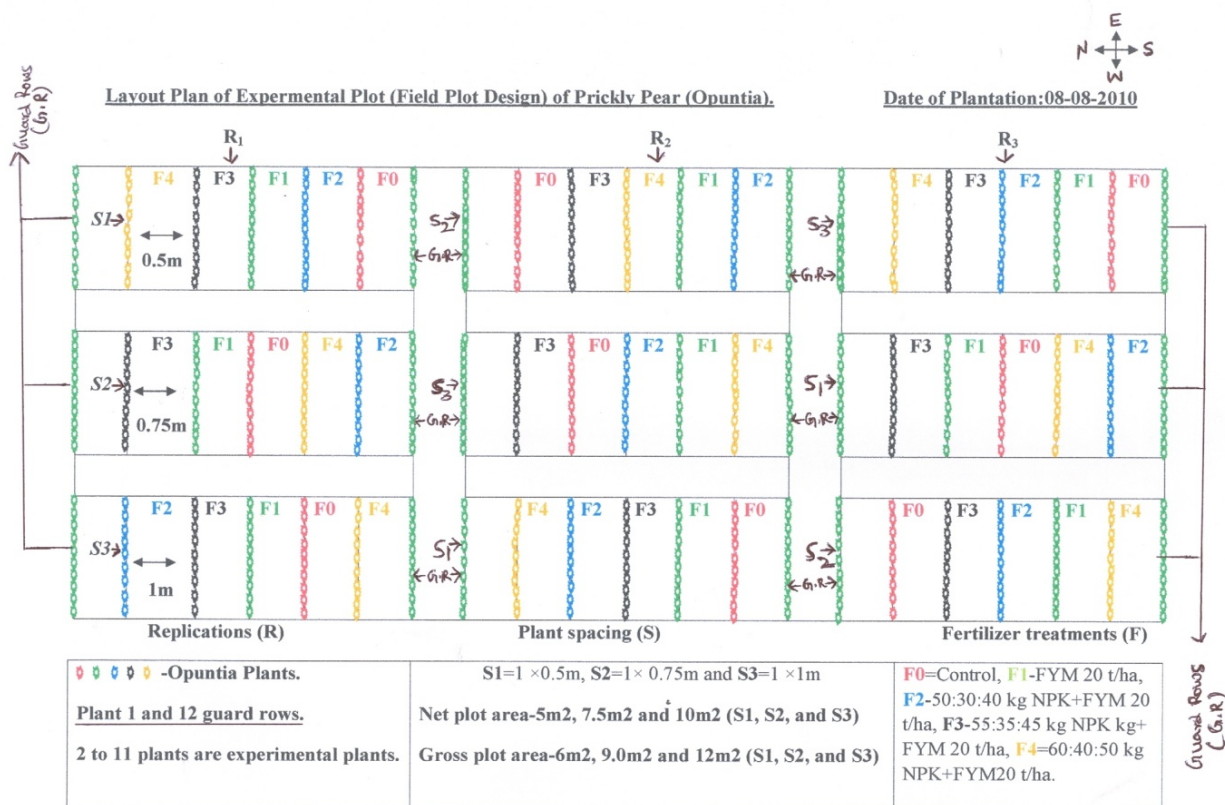 E
N S
W
Layout Plan of Expermental Plot (Field Plot Design) of Prickly Pear (Opuntia).
Date of Plantation:08-08-2010
Guard Rows
(G.R)
R1
R2
R3
F4 F3 F1 F2 F0
F0 F3 F4 F1 F2
F4 F3 F2 F1 F0
S1
S2
S3
0.5m
G.R
G.R
F3 F1 F0 F4 F2
F3 F0 F2 F1 F4
F3 F1 F0 F4 F2
S2
S3
S1
0.75m
G.R
G.R
F2 F3 F1 F0 F4
F4 F2 F3 F1 F0
F0 F3 F2 F1 F4
S3
S1
S2
1m
G.R
G.R
Replications (R)
Plant spacing (S)
Fertilizer treatments (F)
-Opuntia Plants.
Plant 1 and 12 guard rows.
2 to 11 plants are experimental plants.
S1=1 ×0.5m, S2=1× 0.75m and S3=1 ×1m
Net plot area-5m2, 7.5m2 and 10m2 (S1, S2, and S3)
Gross plot area-6m2, 9.0m2 and 12m2 (S1, S2, and S3)
F0=Control, F1-FYM 20 t/ha,
F2-50:30:40 kg NPK+FYM 20
t/ha, F3-55:35:45 kg NPK kg+
FYM 20 t/ha, F4=60:40:50 kg
NPK+FYM20 t/ha.
Guard Rows
(G.R)